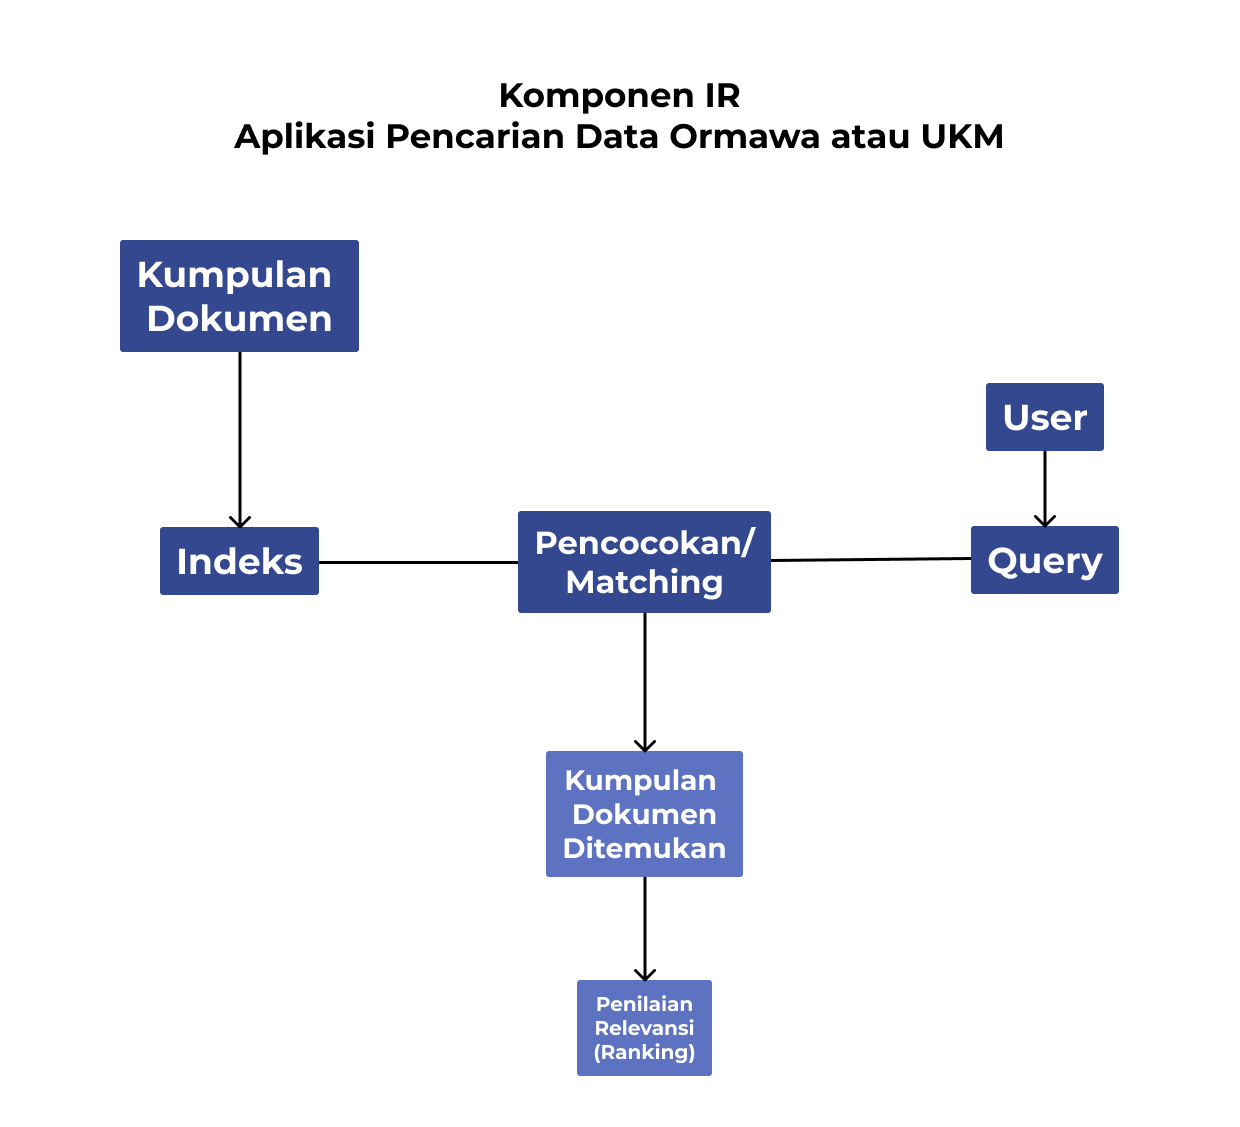 Komponen IR
Aplikasi Pencarian Data Ormawa atau UKM
Kumpulan
Dokumen
User
Indeks
Pencocokan/
Matching
Query
Kumpulan
Dokumen
Ditemukan
Penilaian
Relevansi
(Ranking)